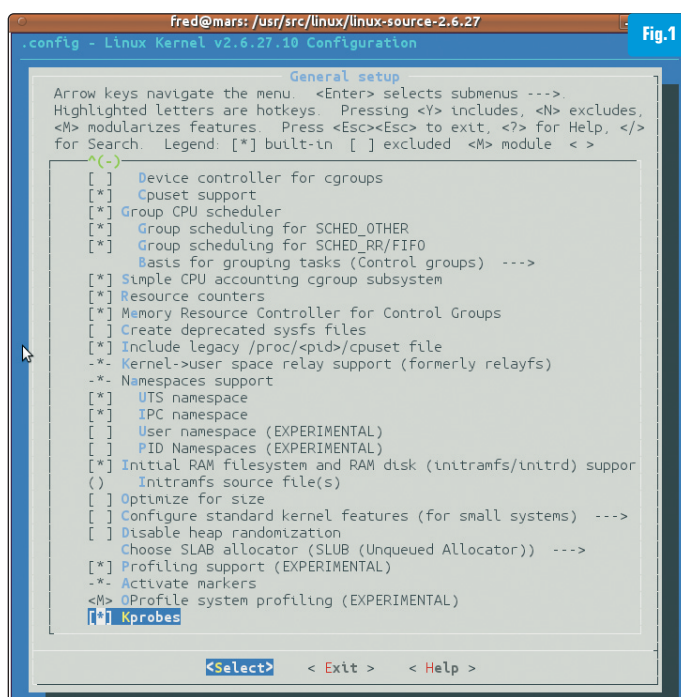 fred@mars: /usr/src/linux/linux-source-2.6.27
Fig.1
.config - Linux Kernel v2.6.27.10 Configuration
General setup
Arrow keys navigate the menu. <Enter> selects submenus --->.
Highlighted letters are hotkeys. Pressing <Y> includes, <N> excludes,
<M> modularizes features. Press <Esc><Esc> to exit, <?> for Help, </>
for Search. Legend: [*] built-in [ ] excluded <M> module < >
^(-)
[ ] Device controller for cgroups
[*] Cpuset support
[*] Group CPU scheduler
[*] Group scheduling for SCHED_OTHER
[*] Group scheduling for SCHED_RR/FIFO
Basis for grouping tasks (Control groups) --->
[*] Simple CPU accounting cgroup subsystem
[*] Resource counters
[*] Memory Resource Controller for Control Groups
[ ] Create deprecated sysfs files
[*] Include legacy /proc/<pid>/cpuset file
-*- Kernel->user space relay support (formerly relayfs)
-*- Namespaces support
[*] UTS namespace
[*] IPC namespace
[ ] User namespace (EXPERIMENTAL)
[ ] PID Namespaces (EXPERIMENTAL)
[*] Initial RAM filesystem and RAM disk (initramfs/initrd) suppor
() Initramfs source file(s)
[ ] Optimize for size
[ ] Configure standard kernel features (for small systems) --->
[ ] Disable heap randomization
Choose SLAB allocator (SLUB (Unqueued Allocator)) --->
[*] Profiling support (EXPERIMENTAL)
-*- Activate markers
<M> OProfile system profiling (EXPERIMENTAL)
[*] Kprobes
<Select> < Exit > < Help >